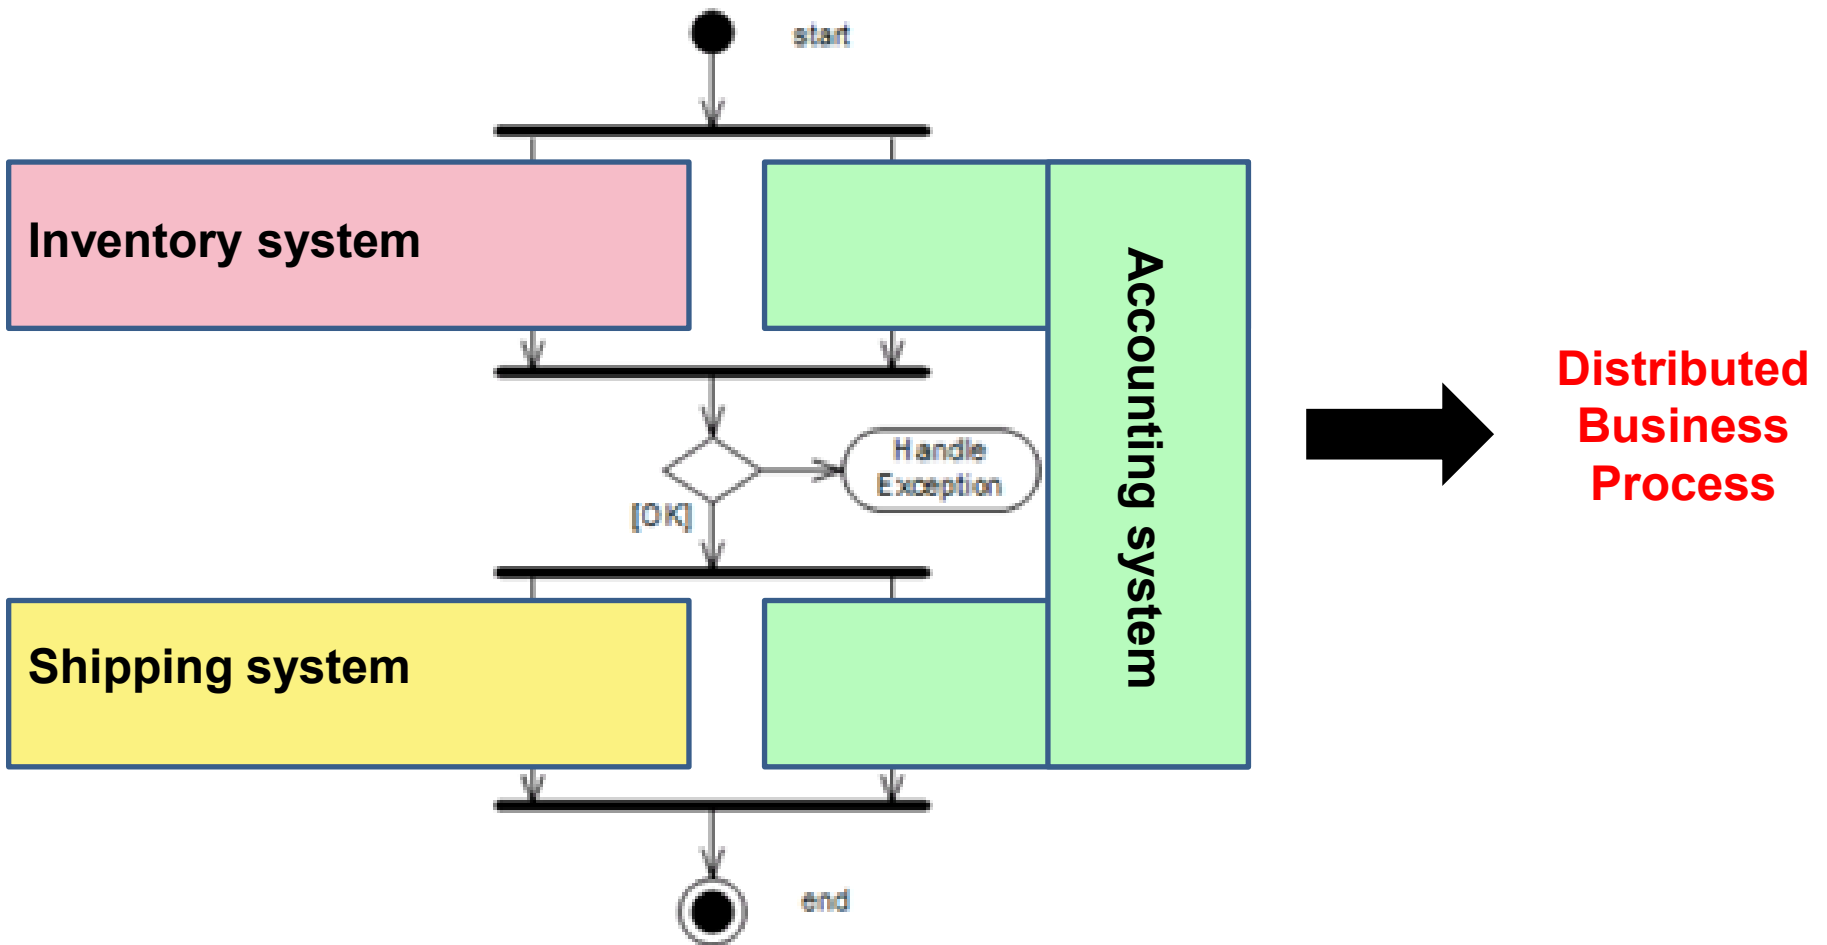 start
Inventory system
Accounting system
Handle
Exception
[OK]
Shipping system
end
Distributed
Business
Process